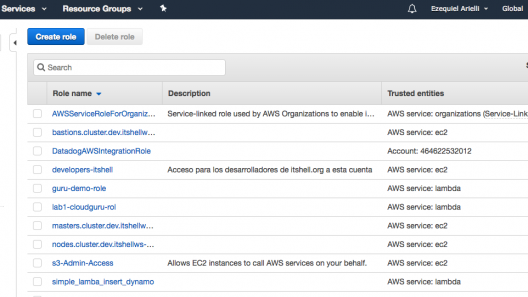 Services Resource Groups Ezequiel Arielli Global
Create role Delete role
Search
Role name Description Trusted entities
AWSServiceRoleForOrganiz... Service-linked role used by AWS Organizations to enable i... AWS service: organizations (Service-Link
bastions.cluster.dev.itshellw... AWS service: ec2
DatadogAWSIntegrationRole Account: 464622532012
developers-itshell Acceso para los desarrolladores de itshell.org a esta cuenta AWS service: ec2
guru-demo-role AWS service: lambda
lab1-cloudguru-rol AWS service: lambda
masters.cluster.dev.itshellw... AWS service: ec2
nodes.cluster.dev.itshellws-... AWS service: ec2
s3-Admin-Access Allows EC2 instances to call AWS services on your behalf. AWS service: ec2
simple_lamba_insert_dynamo AWS service: lambda